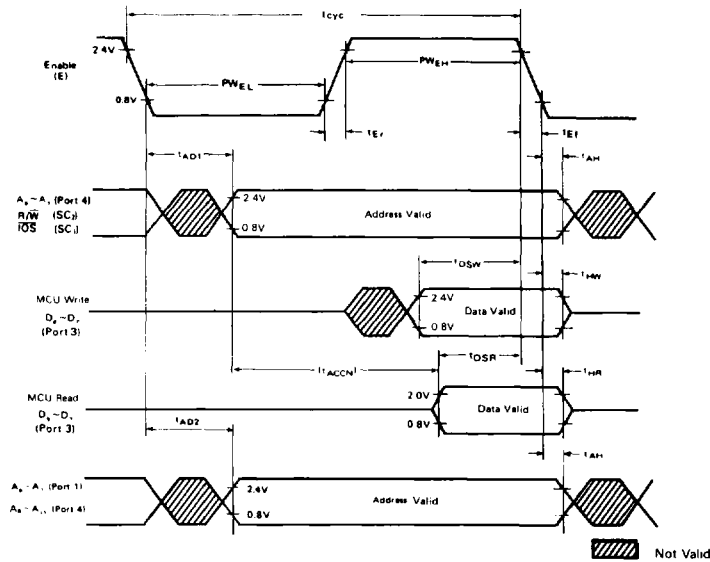 tcyc
Enable
(E)
2.4V
0.8V
PWEL
PWEH
tEr
tEf
tAD1
tAH
(Port 4)
R/W (SC₂)
IOS (SC₁)
2.4V
0.8V
Address Valid
tDSW
tHW
MCU Write
(Port 3)
2.4V
0.8V
Data Valid
(tACCN)
tDSR
tHR
MCU Read
(Port 3)
2.0V
0.8V
Data Valid
tAD2
tAH
(Port 1)
(Port 4)
2.4V
0.8V
Address Valid
Not Valid